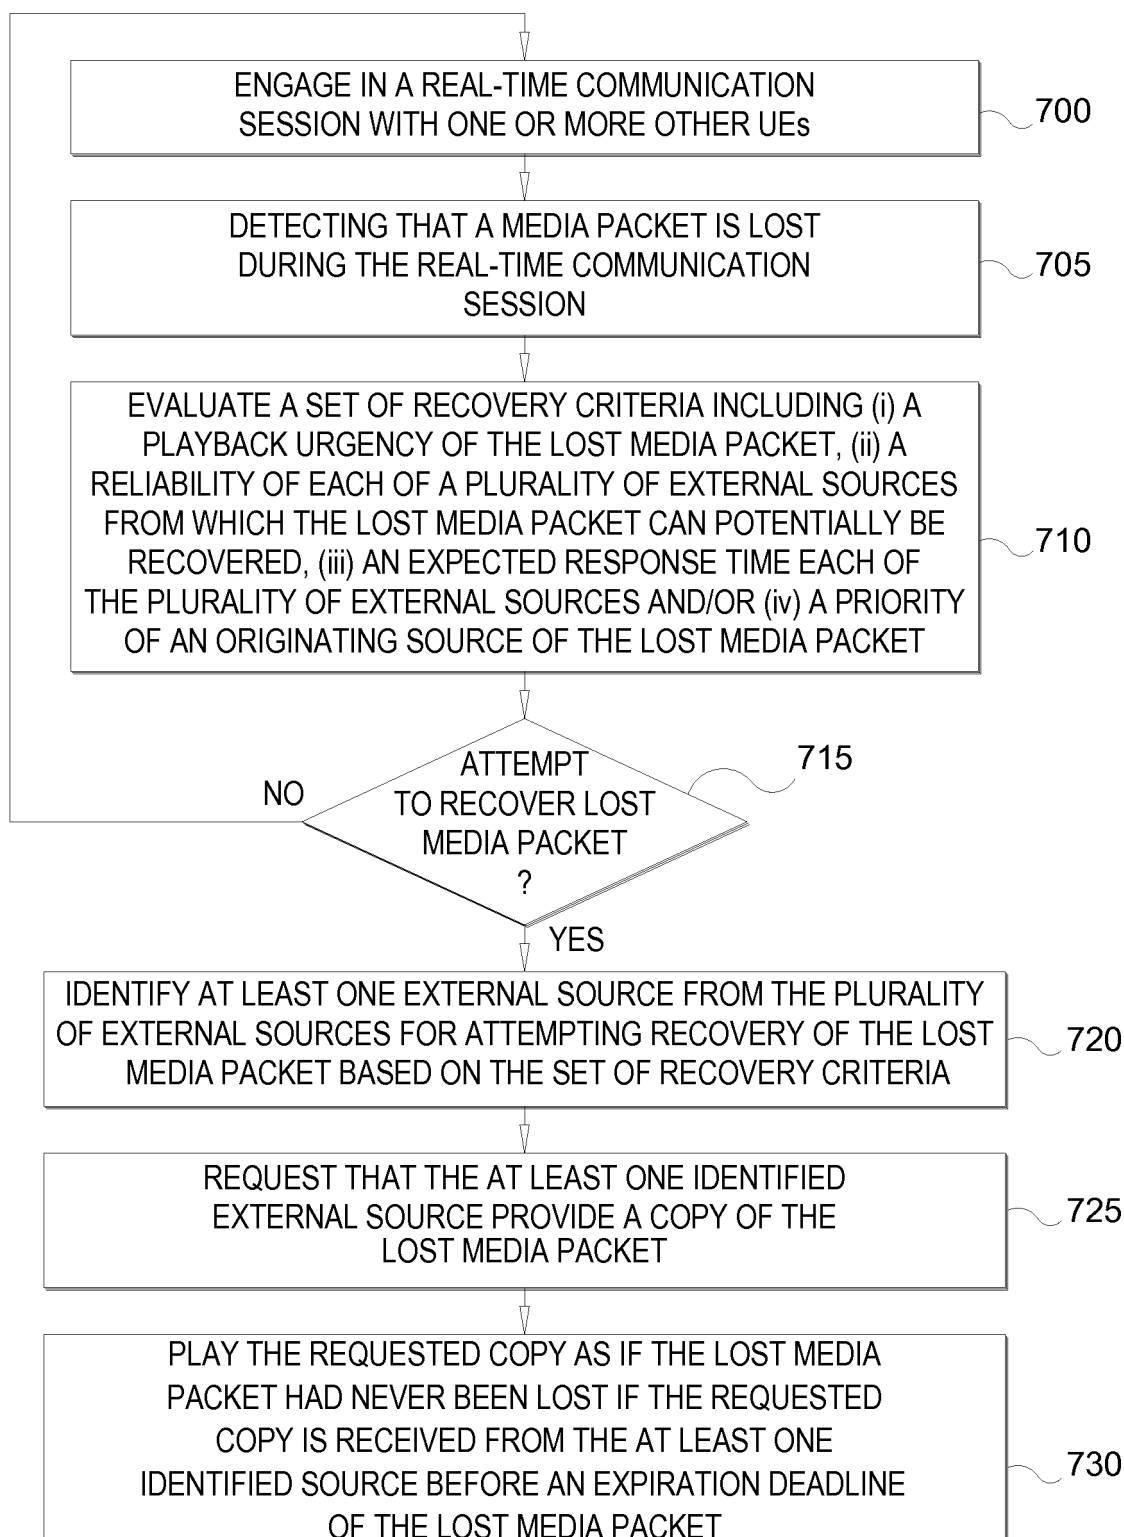 ENGAGE IN A REAL-TIME COMMUNICATION
SESSION WITH ONE OR MORE OTHER UEs
700
DETECTING THAT A MEDIA PACKET IS LOST
DURING THE REAL-TIME COMMUNICATION
SESSION
705
EVALUATE A SET OF RECOVERY CRITERIA INCLUDING (i) A
PLAYBACK URGENCY OF THE LOST MEDIA PACKET, (ii) A
RELIABILITY OF EACH OF A PLURALITY OF EXTERNAL SOURCES
FROM WHICH THE LOST MEDIA PACKET CAN POTENTIALLY BE
RECOVERED, (iii) AN EXPECTED RESPONSE TIME EACH OF
THE PLURALITY OF EXTERNAL SOURCES AND/OR (iv) A PRIORITY
OF AN ORIGINATING SOURCE OF THE LOST MEDIA PACKET
710
ATTEMPT
TO RECOVER LOST
MEDIA PACKET
?
715
NO
YES
IDENTIFY AT LEAST ONE EXTERNAL SOURCE FROM THE PLURALITY
OF EXTERNAL SOURCES FOR ATTEMPTING RECOVERY OF THE LOST
MEDIA PACKET BASED ON THE SET OF RECOVERY CRITERIA
720
REQUEST THAT THE AT LEAST ONE IDENTIFIED
EXTERNAL SOURCE PROVIDE A COPY OF THE
LOST MEDIA PACKET
725
PLAY THE REQUESTED COPY AS IF THE LOST MEDIA
PACKET HAD NEVER BEEN LOST IF THE REQUESTED
COPY IS RECEIVED FROM THE AT LEAST ONE
IDENTIFIED SOURCE BEFORE AN EXPIRATION DEADLINE
OF THE LOST MEDIA PACKET
730